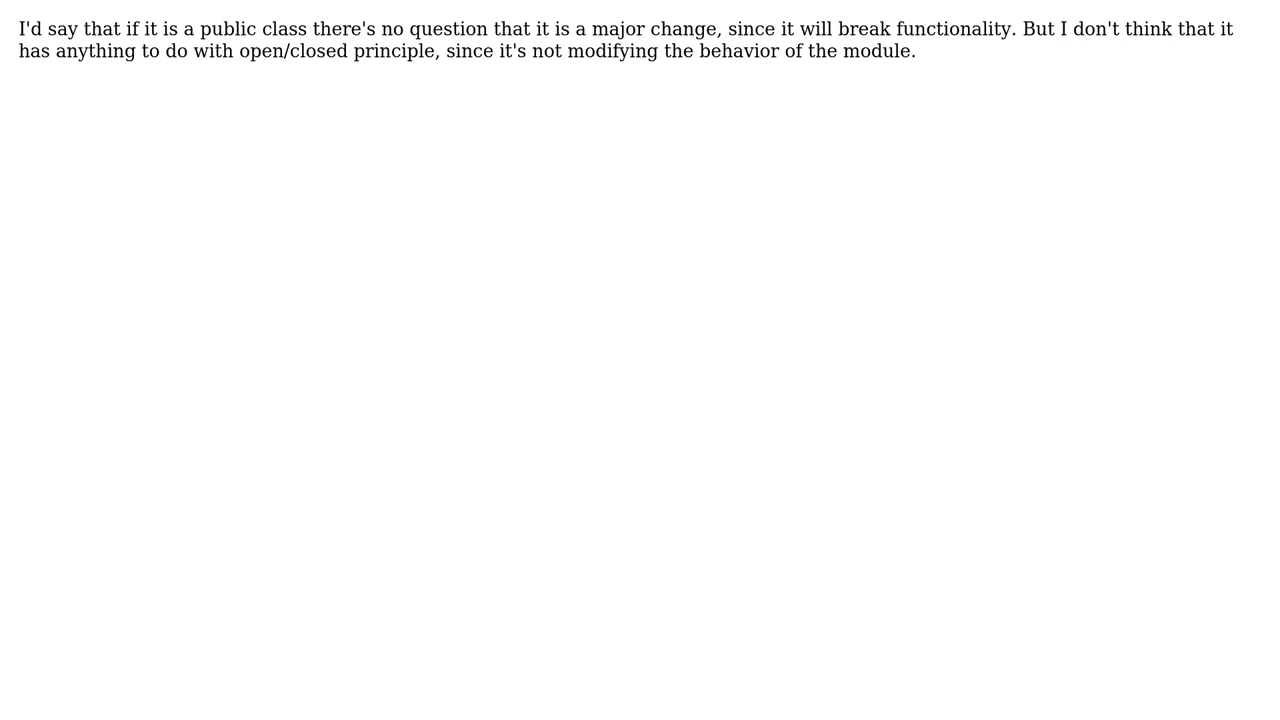 I'd say that if it is a public class there's no question that it is a major change, since it will break functionality. But I don't think that it
has anything to do with open/closed principle, since it's not modifying the behavior of the module.